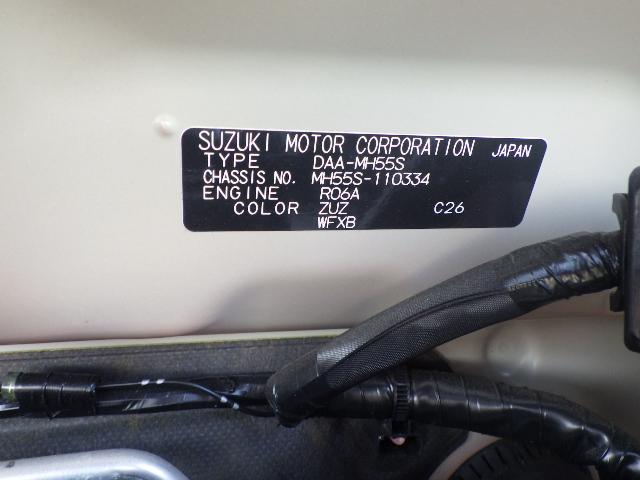 SUZUKI MOTOR CORPORATION JAPAN
TYPE DAA-MH55S
CHASSIS NO. MH55S-110334
ENGINE R06A
COLOR ZUZ C26
WFXB